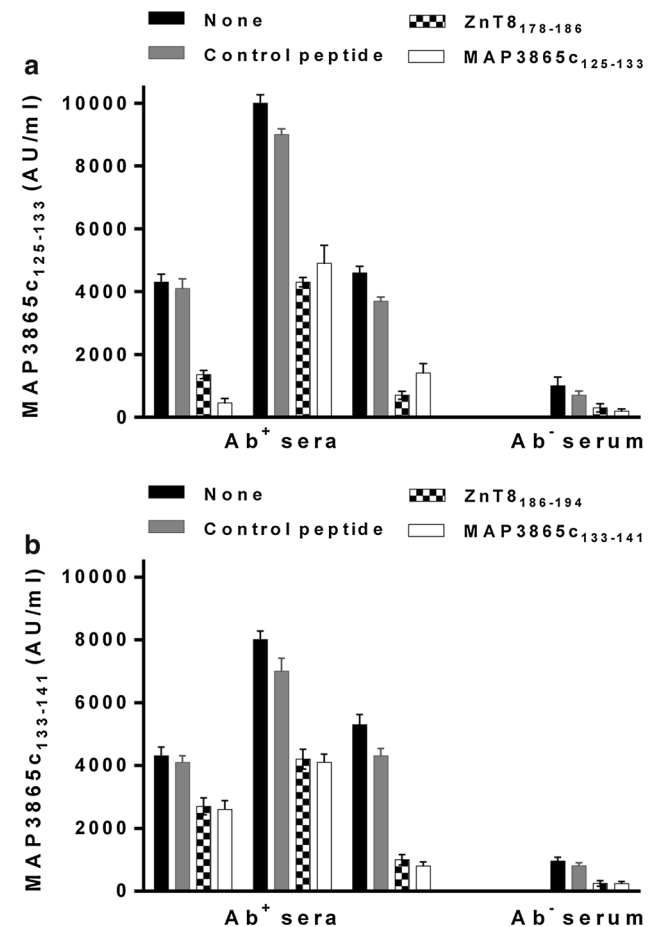 None
ZnT8178-186
Control peptide
MAP3865c125-133
a
MAP3865c125-133 (AU/ml)
10000
8000
6000
4000
2000
0
Ab+ sera
Ab- serum
None
ZnT8186-194
Control peptide
MAP3865c133-141
b
MAP3865c133-141 (AU/ml)
10000
8000
6000
4000
2000
0
Ab+ sera
Ab- serum